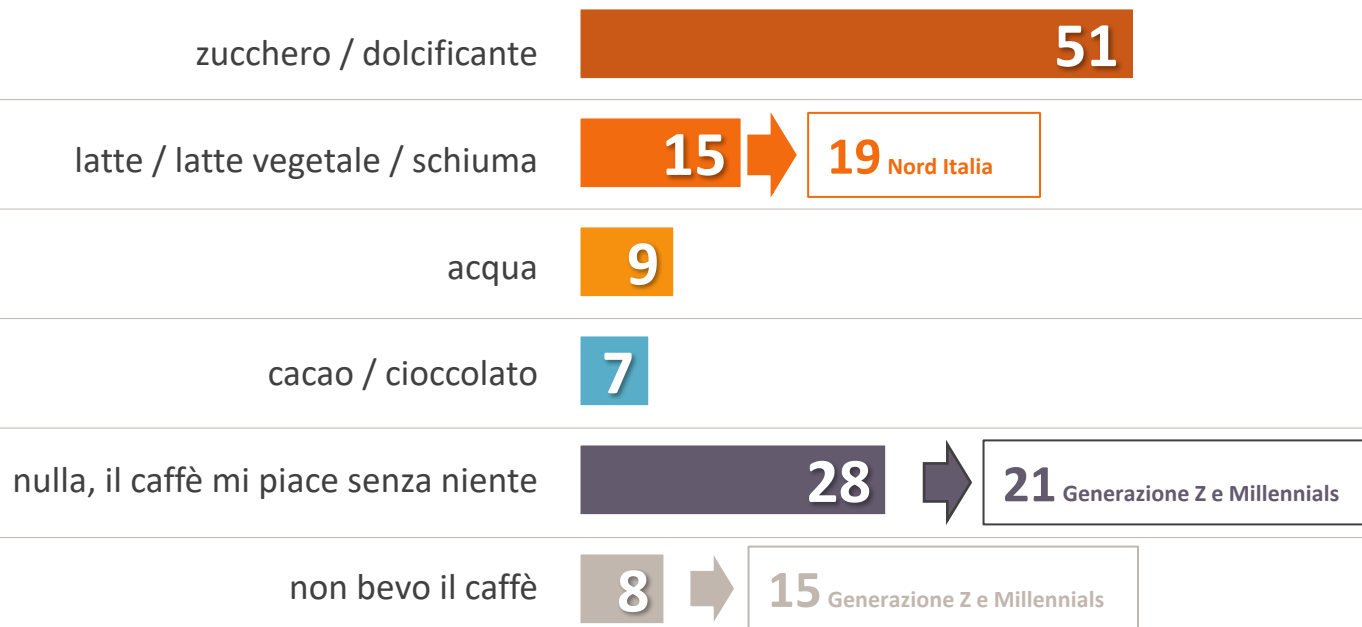 zucchero / dolcificante 51
latte / latte vegetale / schiuma 15 19 Nord Italia
acqua 9
cacao / cioccolato 7
nulla, il caffè mi piace senza niente 28 21 Generazione Z e Millennials
non bevo il caffè 8 15 Generazione Z e Millennials